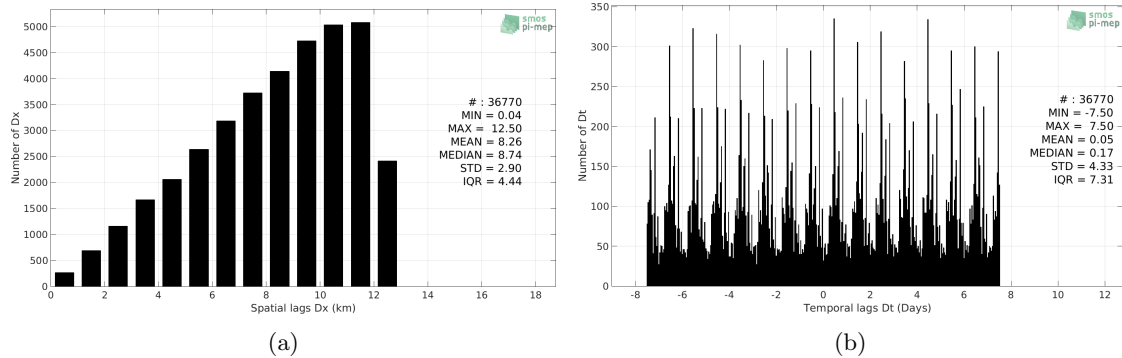 5000
4500
4000
3500
3000
2500
2000
1500
1000
500
0
Number of Dx
0 2 4 6 8 10 12 14 16 18
Spatial lags Dx (km)
smos
pi-mep
# : 36770
MIN = 0.04
MAX = 12.50
MEAN = 8.26
MEDIAN = 8.74
STD = 2.90
IQR = 4.44
(a)
350
300
250
200
150
100
50
0
Number of Dt
-8 -6 -4 -2 0 2 4 6 8 10 12
Temporal lags Dt (Days)
smos
pi-mep
# : 36770
MIN = -7.50
MAX = 7.50
MEAN = 0.05
MEDIAN = 0.17
STD = 4.33
IQR = 7.31
(b)